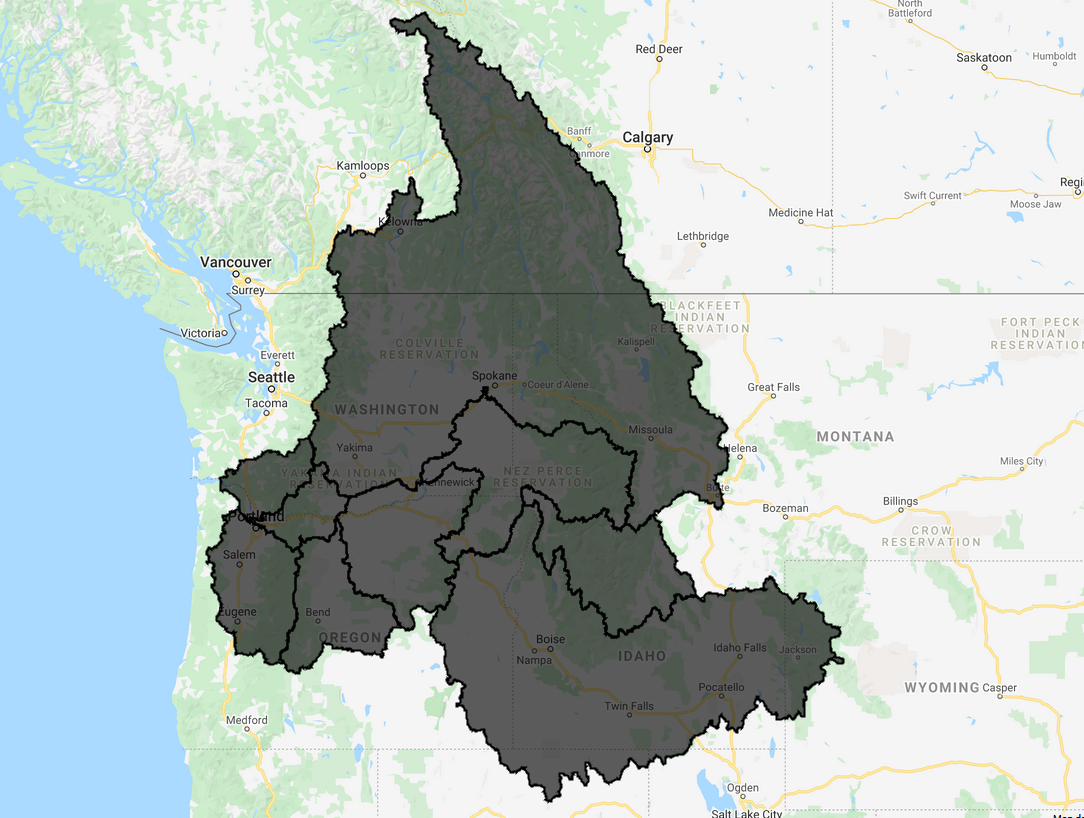 North
Battleford
Red Deer
Saskatoon
Humboldt
Banff
Calgary
Canmore
Kamloops
Regi
Swift Current
Moose Jaw
Medicine Hat
Kelowna
Lethbridge
Vancouver
Surrey
BLACKFEET
INDIAN
RESERVATION
FORT PECK
INDIAN
RESERVATION
Victoria
COLVILLE
RESERVATION
Kalispell
Everett
Seattle
Spokane
Coeur d'Alene
Great Falls
Tacoma
WASHINGTON
Missoula
MONTANA
Yakima
Helena
Miles City
YAKAMA INDIAN
RESERVATION
NEZ PERCE
RESERVATION
Kennewick
Butte
Billings
Bozeman
Portland
CROW
RESERVATION
Salem
Eugene
Bend
OREGON
Boise
IDAHO
Idaho Falls
Jackson
Nampa
Pocatello
WYOMING
Casper
Twin Falls
Medford
Ogden
Salt Lake City